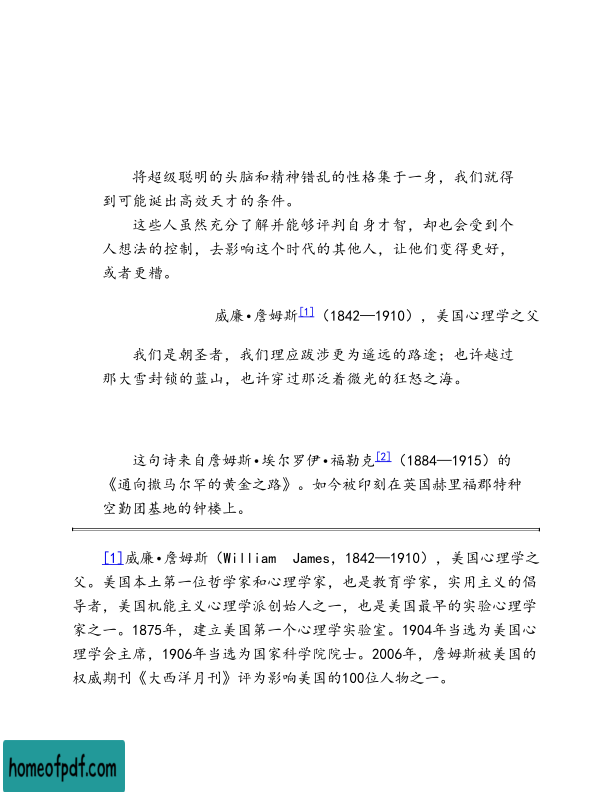 将超级聪明的头脑和精神错乱的性格集于一身，我们就得
到可能诞出高效天才的条件。
这些人虽然充分了解并能够评判自身才智，却也会受到个
人想法的控制，去影响这个时代的其他人，让他们变得更好，
或者更糟。
威廉·詹姆斯[1]（1842—1910），美国心理学之父
我们是朝圣者，我们理应跋涉更为遥远的路途；也许越过
那大雪封锁的蓝山，也许穿过那泛着微光的狂怒之海。
这句诗来自詹姆斯·埃尔罗伊·福勒克[2]（1884—1915）的
《通向撒马尔罕的黄金之路》。如今被印刻在英国赫里福郡特种
空勤团基地的钟楼上。
[1]威廉·詹姆斯（William James，1842—1910），美国心理学之
父。美国本土第一位哲学家和心理学家，也是教育学家，实用主义的倡
导者，美国机能主义心理学派创始人之一，也是美国最早的实验心理学
家之一。1875年，建立美国第一个心理学实验室。1904年当选为美国心
理学会主席，1906年当选为国家科学院院士。2006年，詹姆斯被美国的
权威期刊《大西洋月刊》评为影响美国的100位人物之一。
homeofpdf.com